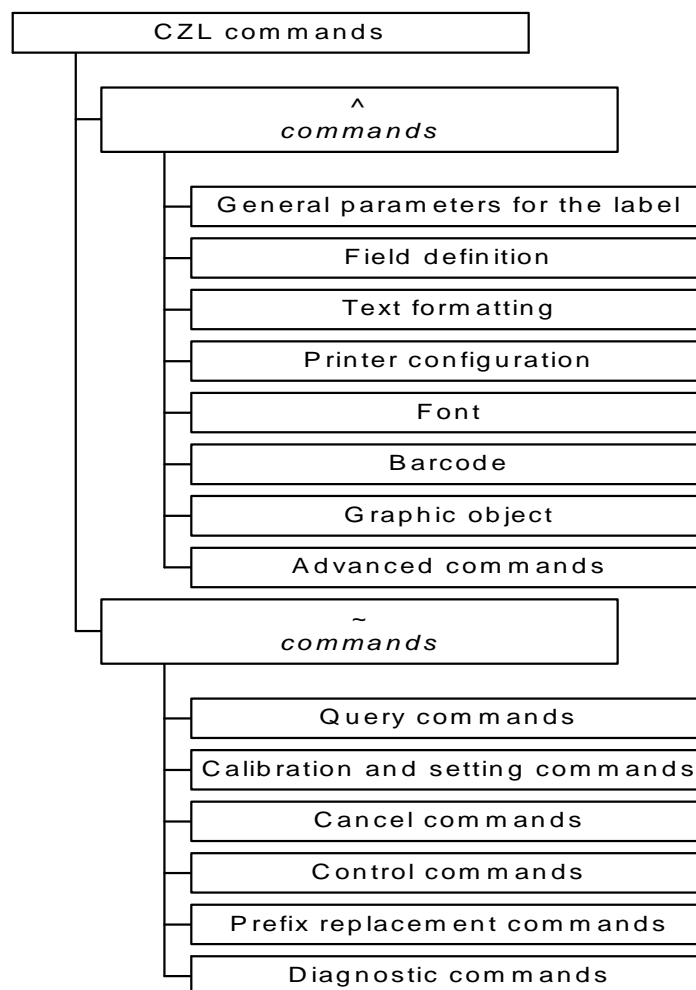 CZL commands
^
commands
General parameters for the label
Field definition
Text formatting
Printer configuration
Font
Barcode
Graphic object
Advanced commands
~
commands
Query commands
Calibration and setting commands
Cancel commands
Control commands
Prefix replacement commands
Diagnostic commands